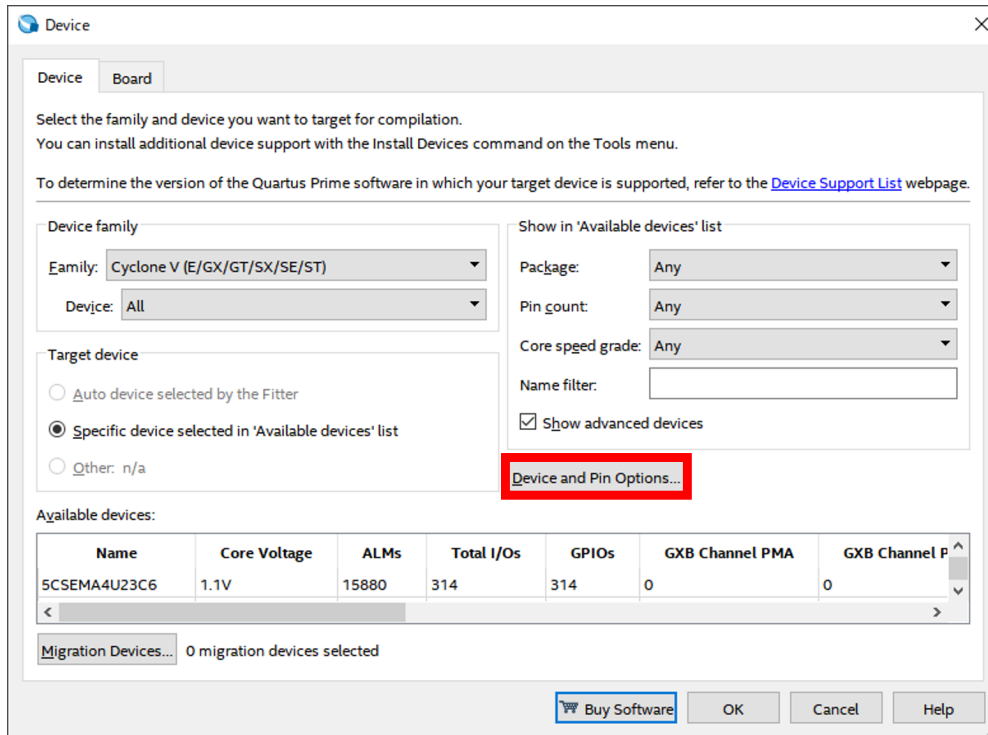 Device
Device Board
Select the family and device you want to target for compilation.
You can install additional device support with the Install Devices command on the Tools menu.
To determine the version of the Quartus Prime software in which your target device is supported, refer to the Device Support List webpage.
Device family
Family: Cyclone V (E/GX/GT/SX/SE/ST)
Device: All
Show in 'Available devices' list
Package: Any
Pin count: Any
Core speed grade: Any
Name filter:
Show advanced devices
Target device
Auto device selected by the Fitter
Specific device selected in 'Available devices' list
Other: n/a
Device and Pin Options...
Available devices:
Name Core Voltage ALMs Total I/Os GPIOs GXB Channel PMA GXB Channel P
5CSEMA4U23C6 1.1V 15880 314 314 0 0
Migration Devices... 0 migration devices selected
Buy Software OK Cancel Help